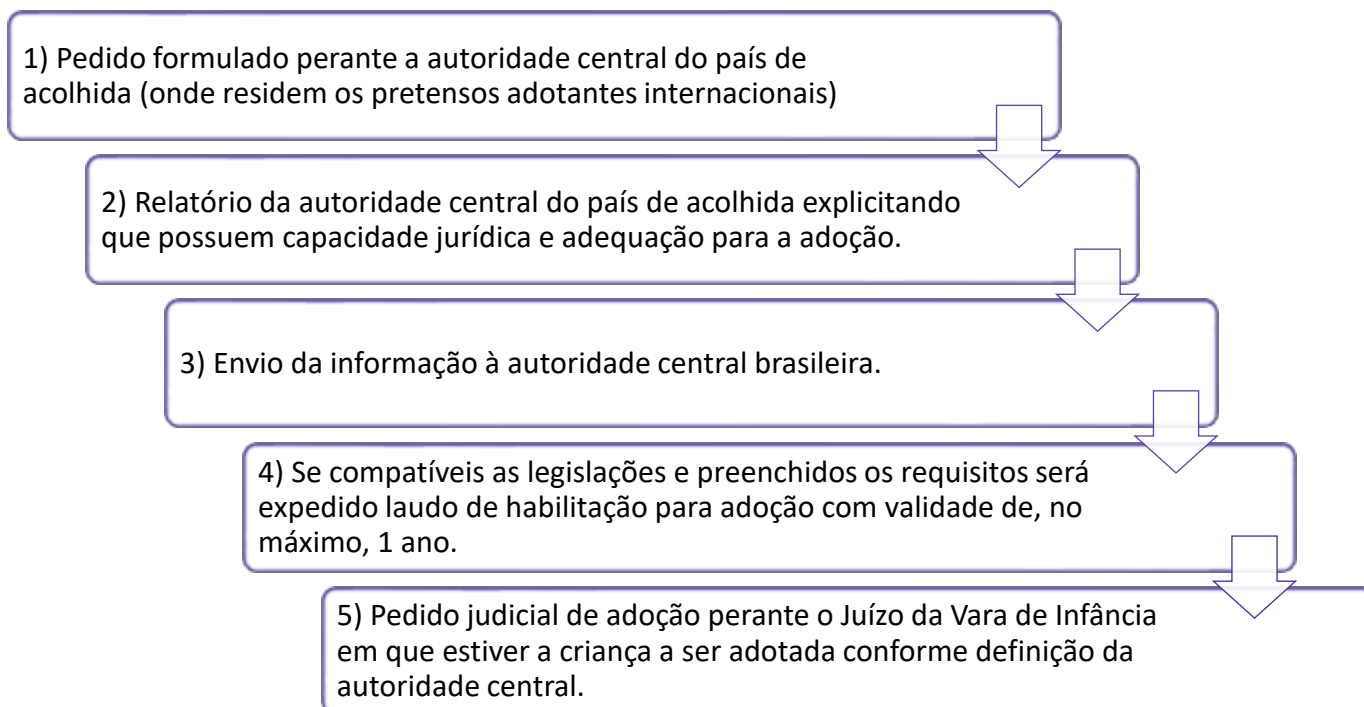 1) Pedido formulado perante a autoridade central do país de
acolhida (onde residem os pretensos adotantes internacionais)
2) Relatório da autoridade central do país de acolhida explicitando
que possuem capacidade jurídica e adequação para a adoção.
3) Envio da informação à autoridade central brasileira.
4) Se compatíveis as legislações e preenchidos os requisitos será
expedido laudo de habilitação para adoção com validade de, no
máximo, 1 ano.
5) Pedido judicial de adoção perante o Juízo da Vara de Infância
em que estiver a criança a ser adotada conforme definição da
autoridade central.